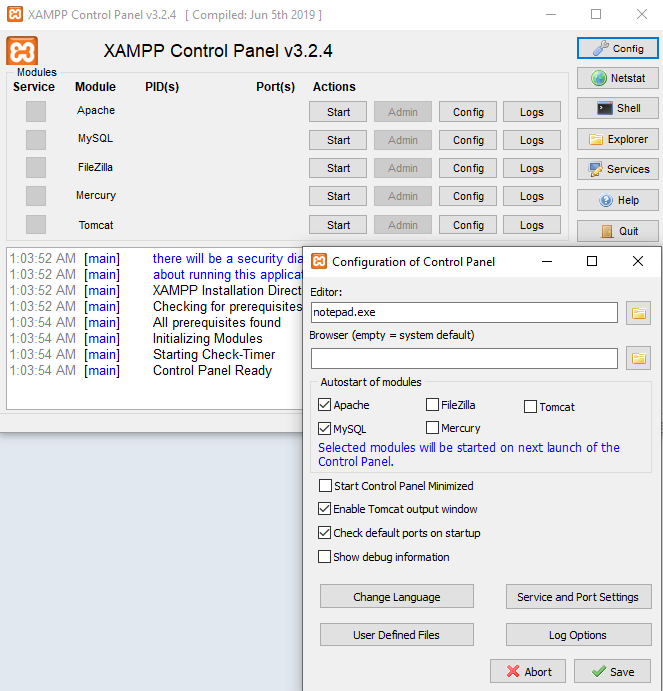 XAMPP Control Panel v3.2.4 [ Compiled: Jun 5th 2019 ]
XAMPP Control Panel v3.2.4
Config
Modules
Service Module PID(s) Port(s) Actions
Netstat
Apache Start Admin Config Logs
Shell
MySQL Start Admin Config Logs
Explorer
FileZilla Start Admin Config Logs
Services
Mercury Start Admin Config Logs
Help
Tomcat Start Admin Config Logs
Quit
1:03:52 AM [main] there will be a security dia
1:03:52 AM [main] about running this applicat
1:03:52 AM [main] XAMPP Installation Direct
1:03:52 AM [main] Checking for prerequisites
1:03:54 AM [main] All prerequisites found
1:03:54 AM [main] Initializing Modules
1:03:54 AM [main] Starting Check-Timer
1:03:54 AM [main] Control Panel Ready
Configuration of Control Panel
Editor:
notepad.exe
Browser (empty = system default)
Autostart of modules
Apache FileZilla Tomcat
MySQL Mercury
Selected modules will be started on next launch of the
Control Panel.
Start Control Panel Minimized
Enable Tomcat output window
Check default ports on startup
Show debug information
Change Language Service and Port Settings
User Defined Files Log Options
Abort Save